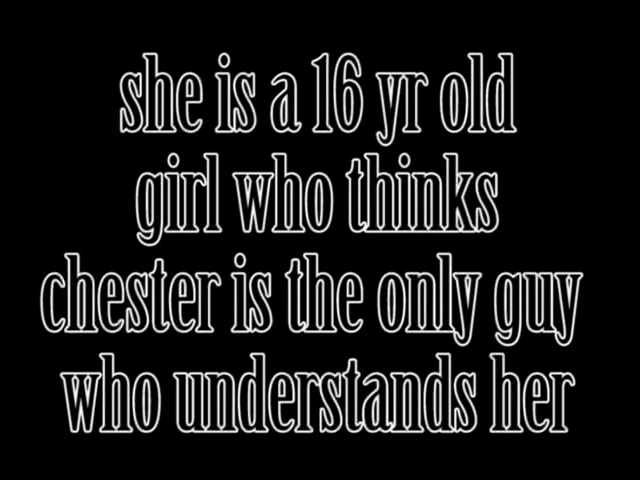 she is a 16 yr old
girl who thinks
chester is the only guy
who understands her